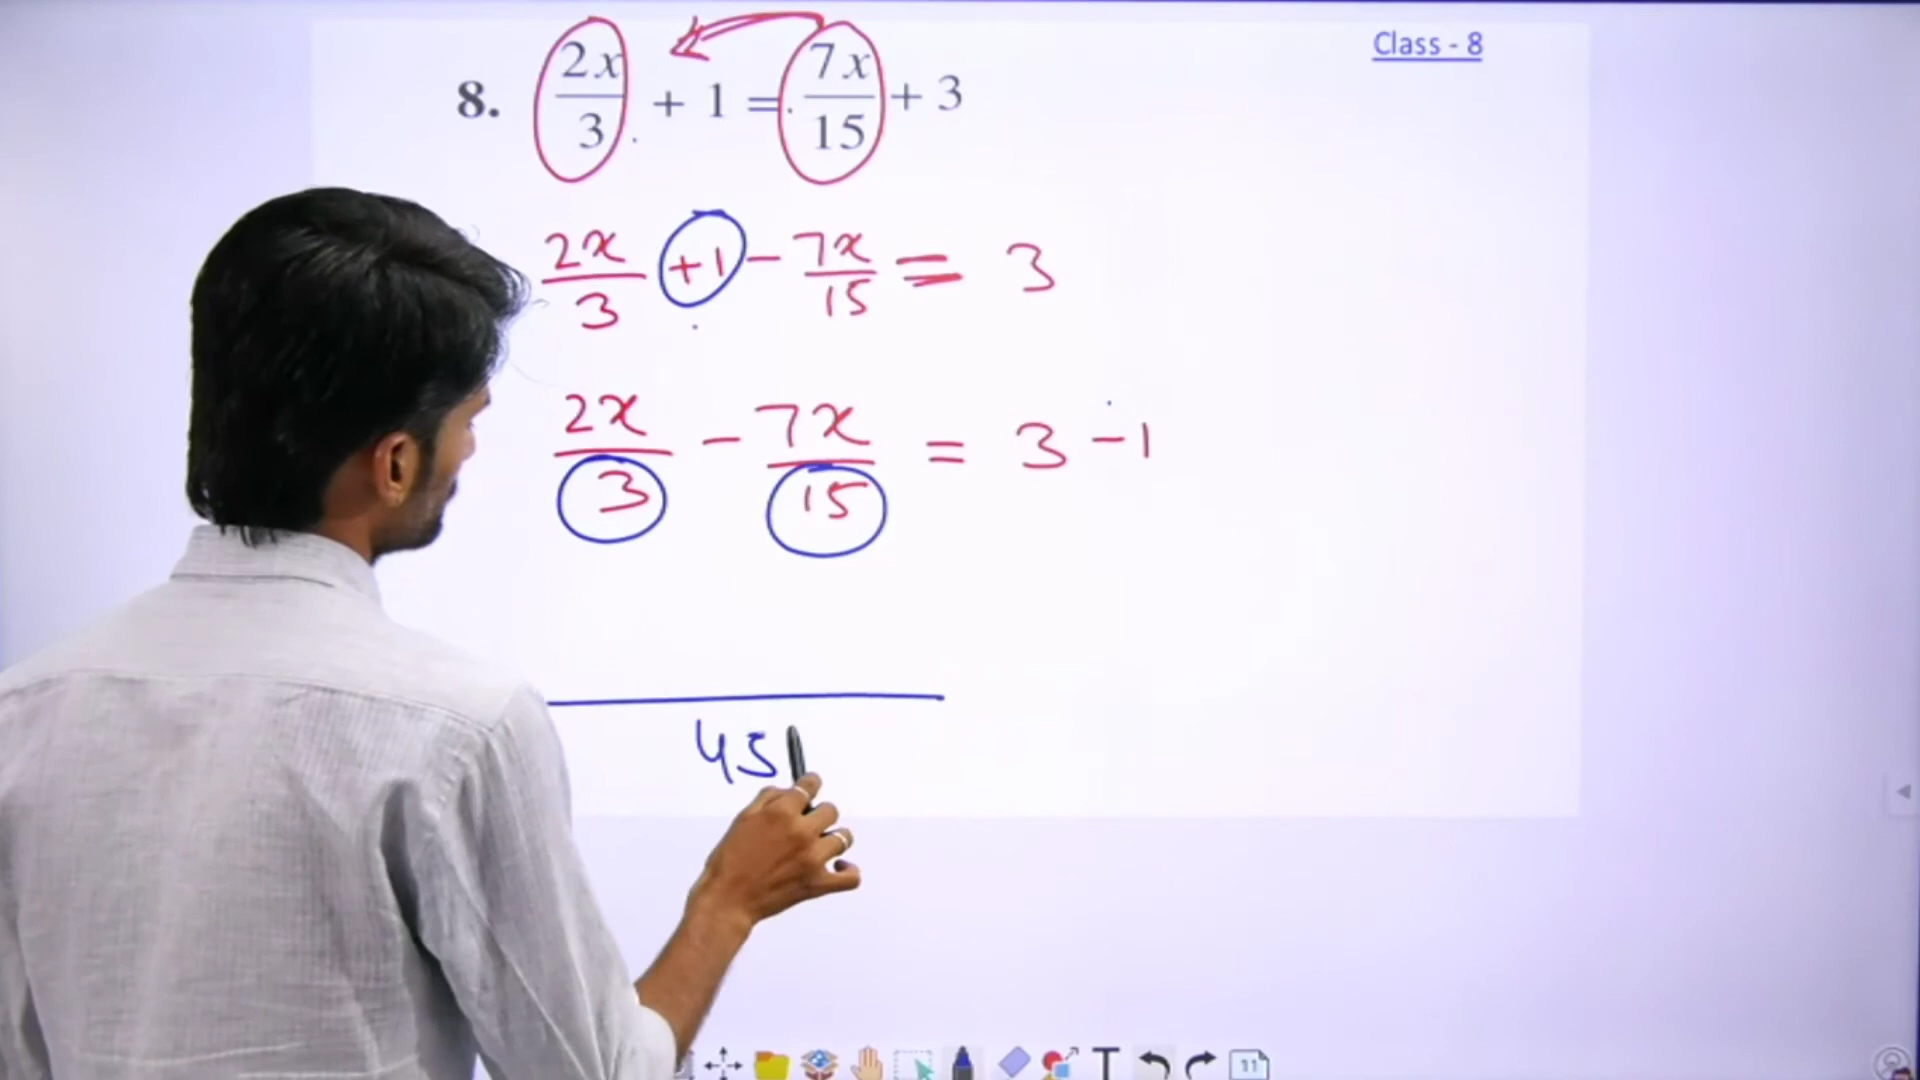 Class - 8
8. 2x/3 + 1 = 7x/15 + 3
2x/3 +1 - 7x/15 = 3
2x/3 - 7x/15 = 3 -1
45
T 11